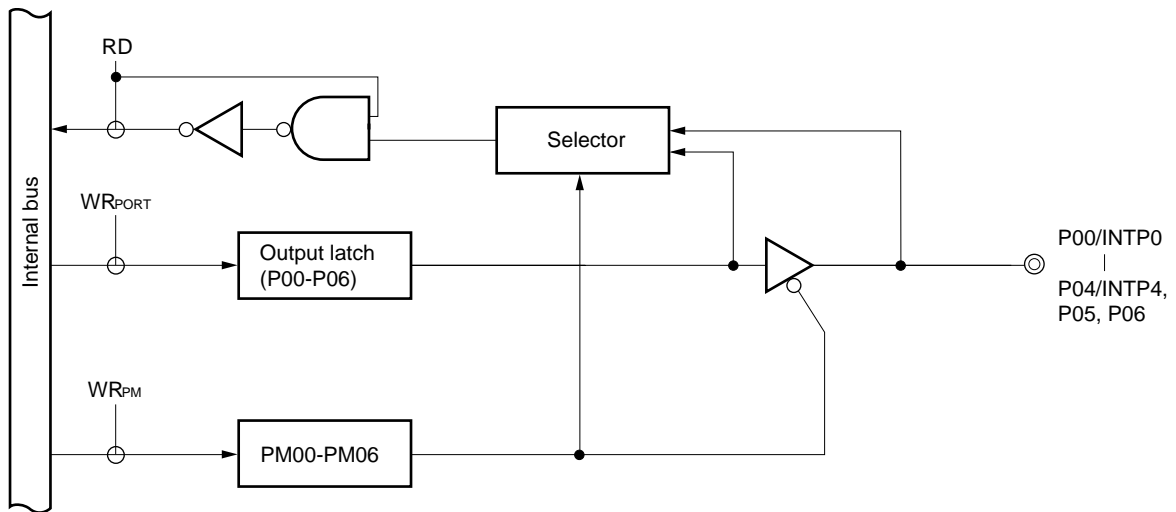 RD
Selector
Internal bus
WRPORT
Output latch
(P00-P06)
P00/INTP0
P04/INTP4,
P05, P06
WRPM
PM00-PM06